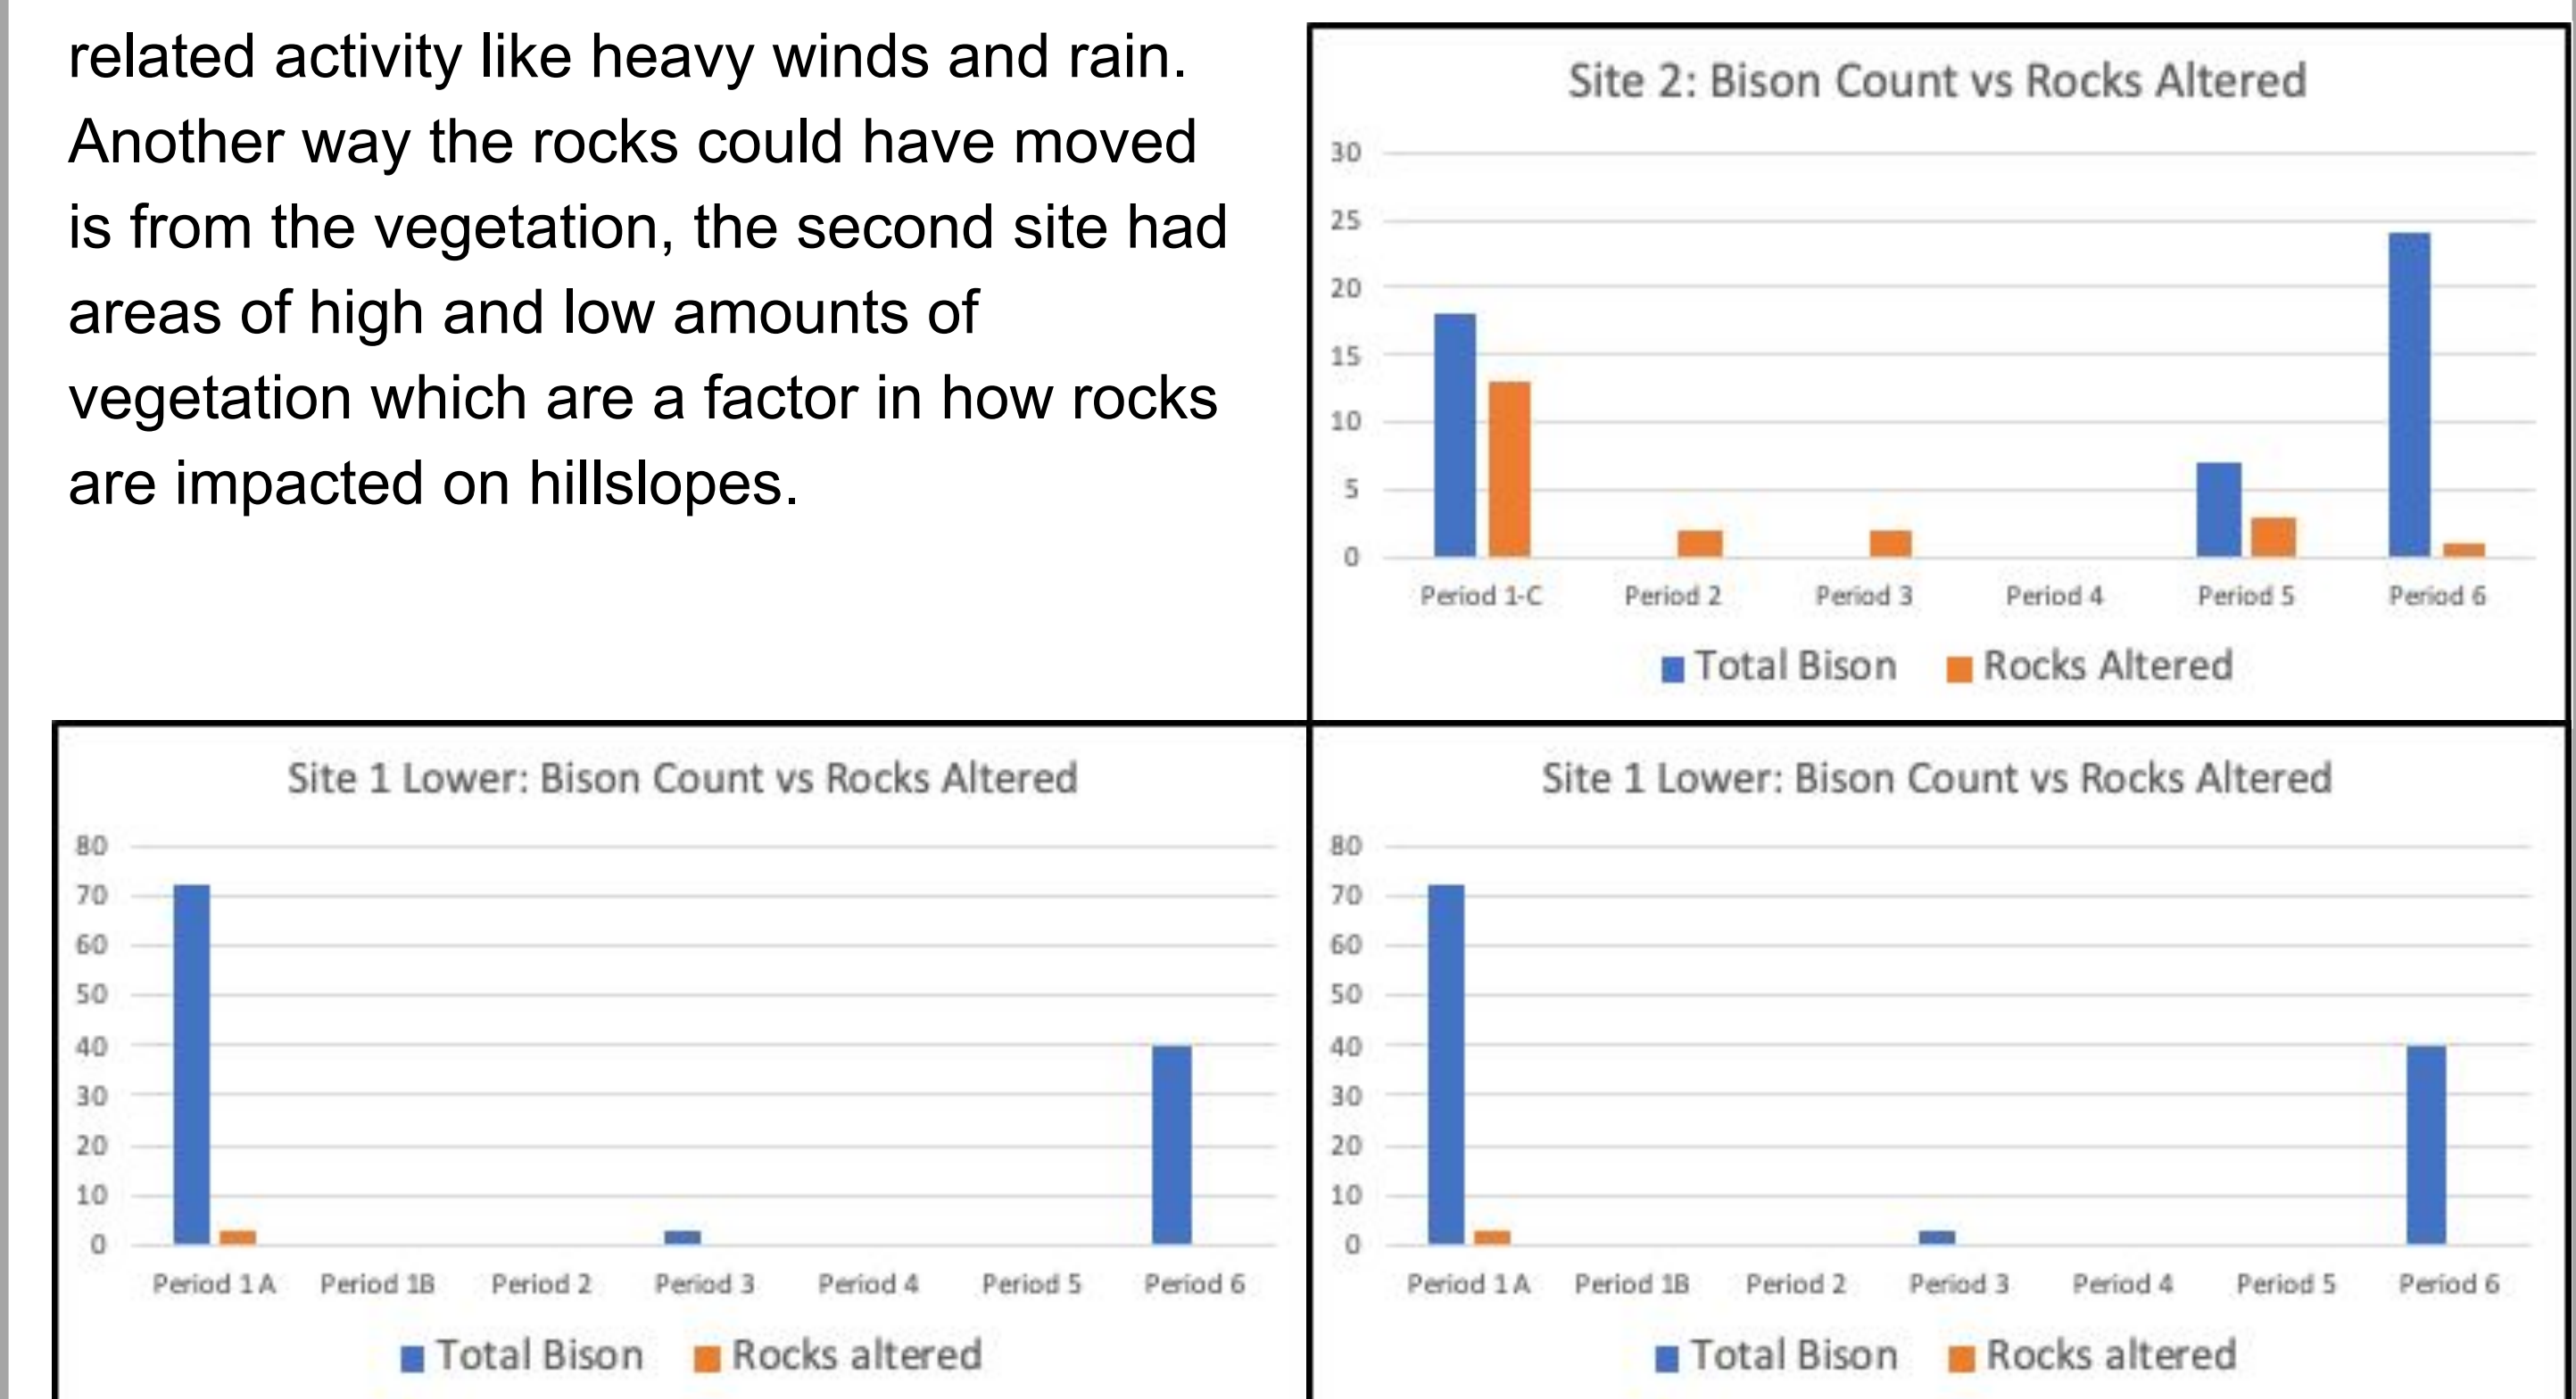 related activity like heavy winds and rain.
Another way the rocks could have moved
is from the vegetation, the second site had
areas of high and low amounts of
vegetation which are a factor in how rocks
are impacted on hillslopes.
Site 2: Bison Count vs Rocks Altered
30
25
20
15
10
5
0
Period 1-C Period 2 Period 3 Period 4 Period 5 Period 6
Total Bison Rocks Altered
Site 1 Lower: Bison Count vs Rocks Altered
80
70
60
50
40
30
20
10
0
Period 1 A Period 1B Period 2 Period 3 Period 4 Period 5 Period 6
Total Bison Rocks altered
Site 1 Lower: Bison Count vs Rocks Altered
80
70
60
50
40
30
20
10
0
Period 1 A Period 1B Period 2 Period 3 Period 4 Period 5 Period 6
Total Bison Rocks altered